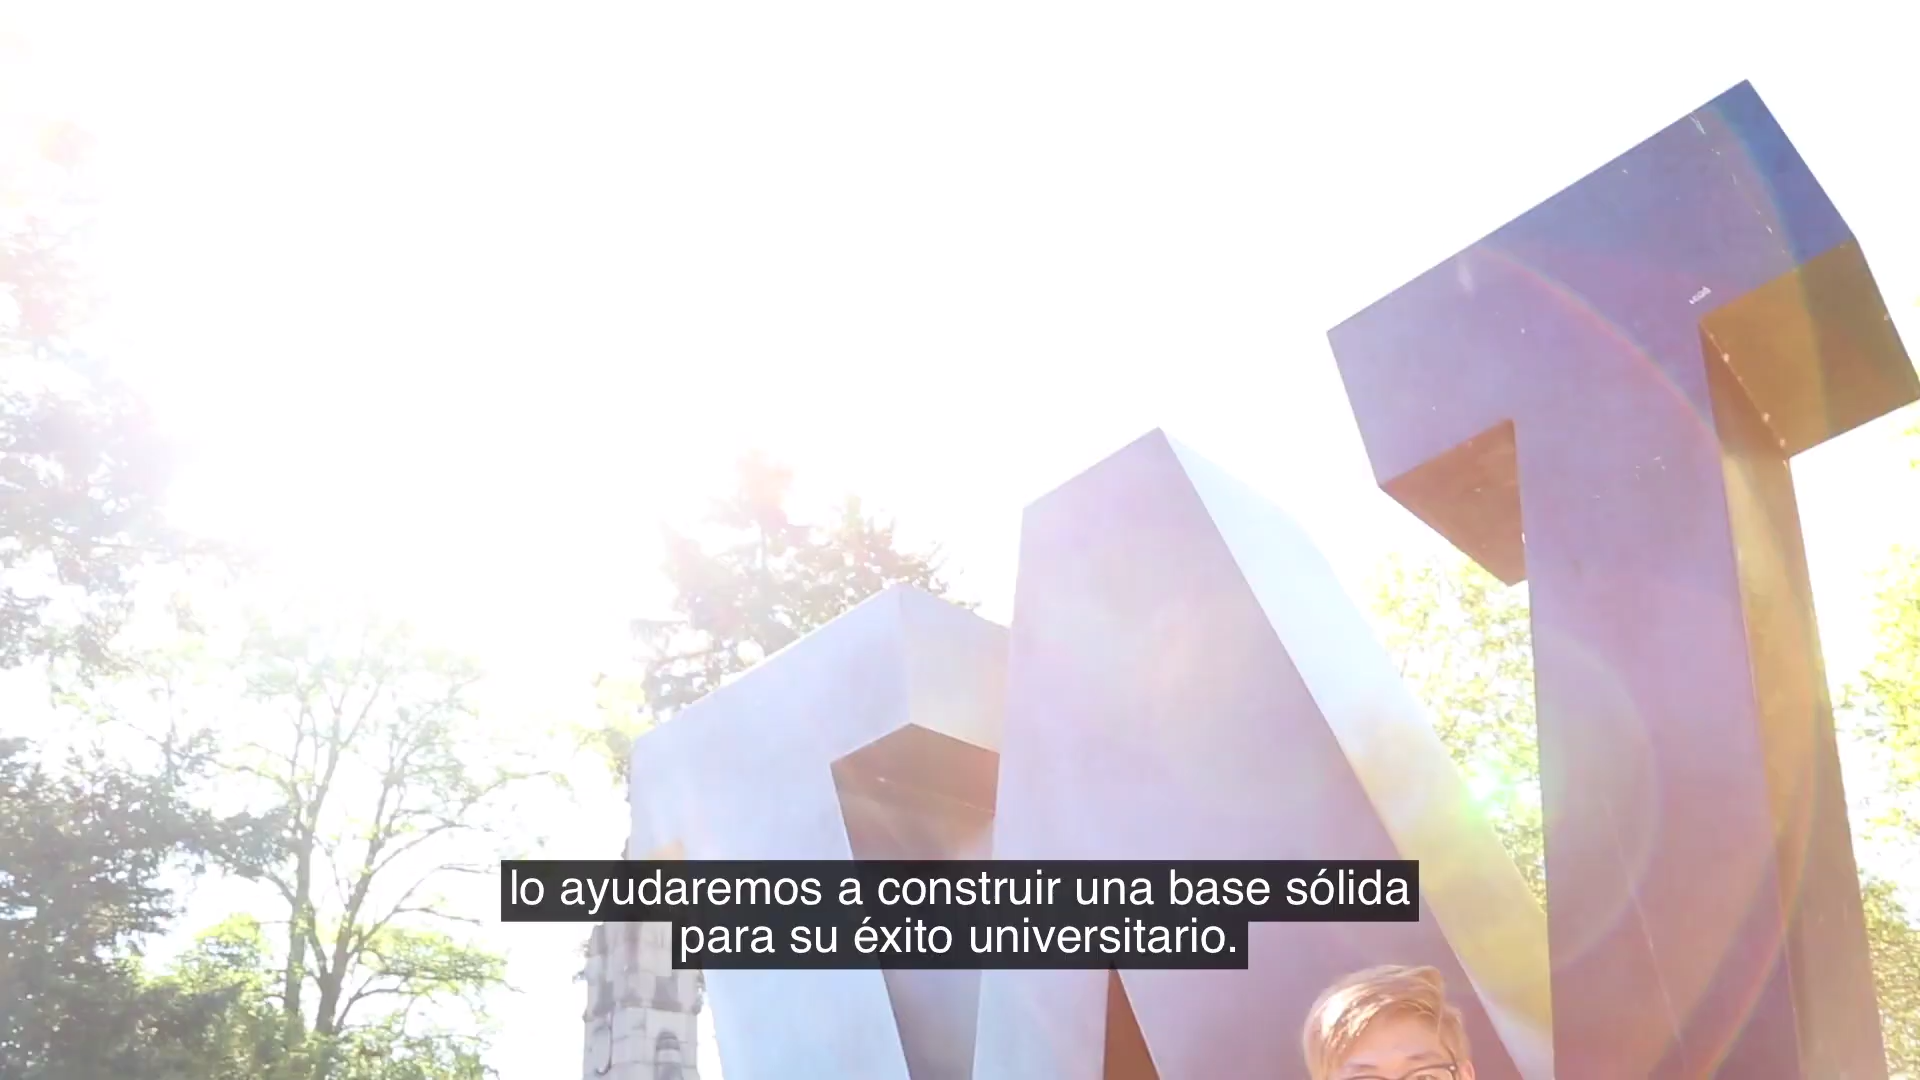 lo ayudaremos a construir una base sólida
para su éxito universitario.